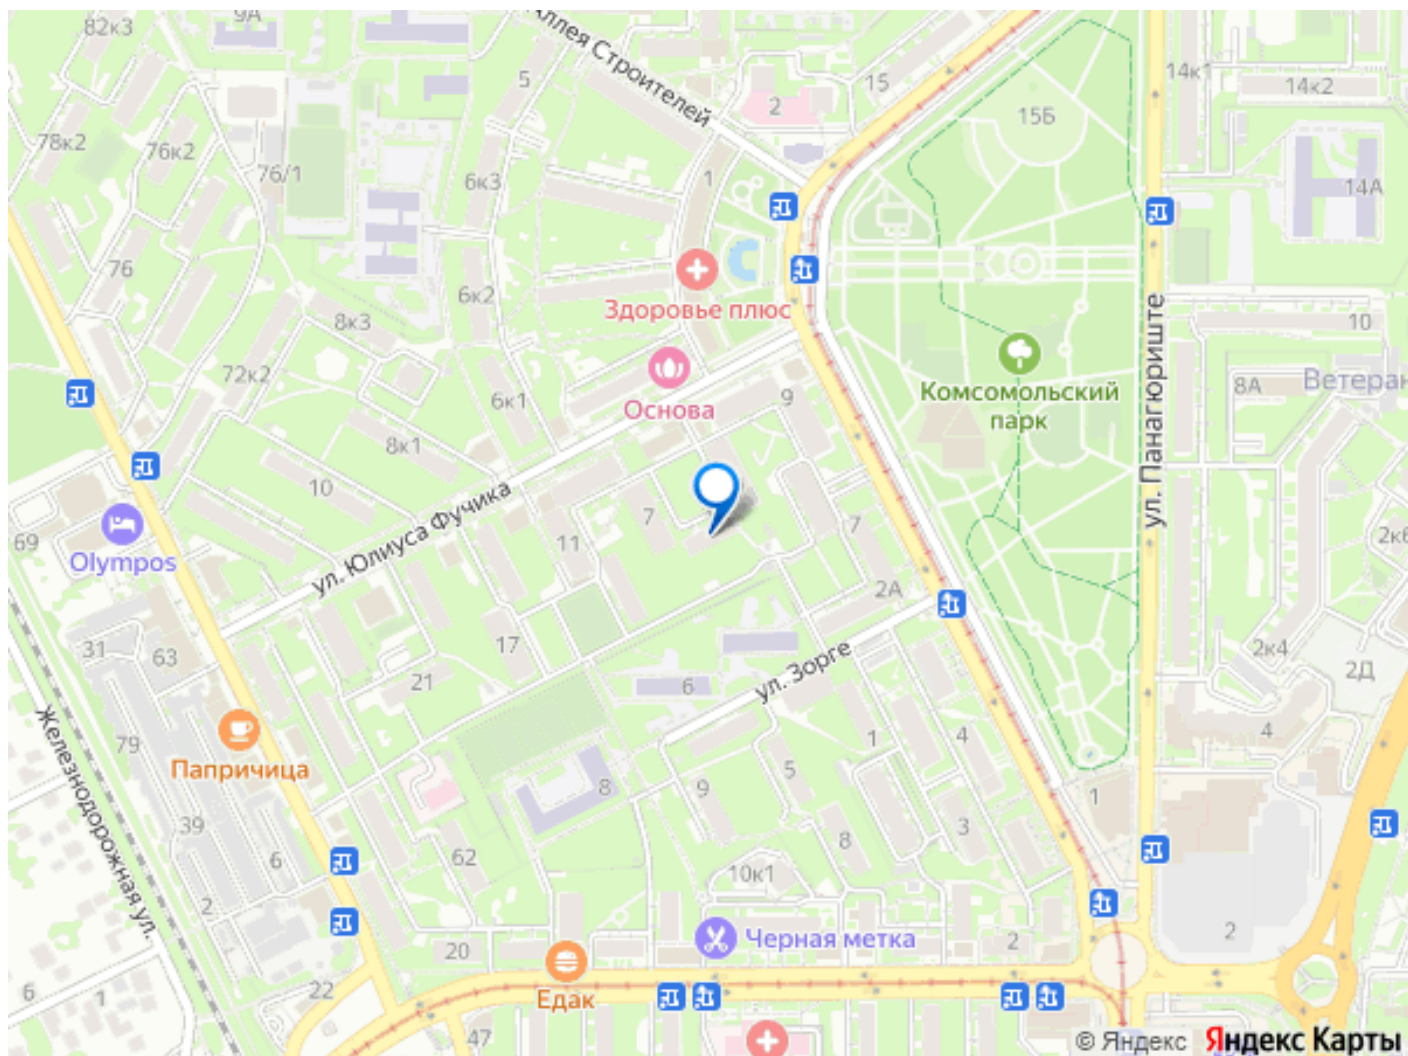 9А
82к3
Аллея Строителей
5
15
2
14к1
14к2
15Б
78к2
76к2
76/1
6к3
1
14А
76
6к2
Здоровье плюс
8к3
10
72к2
Основа
6к1
9
Комсомольский
парк
ул. Панагюриште
8А
Ветеран
8к1
10
ул. Юлиуса Фучика
7
7
11
69
Olympos
2А
2к6
31
63
17
21
6
ул. Зорге
2к4
2Д
Железнодорожная ул.
79
Папричица
8
9
5
1
4
4
1
39
6
62
8
3
10к1
2
20
Черная метка
2
2
6
1
22
Едак
47
© Яндекс Яндекс Карты